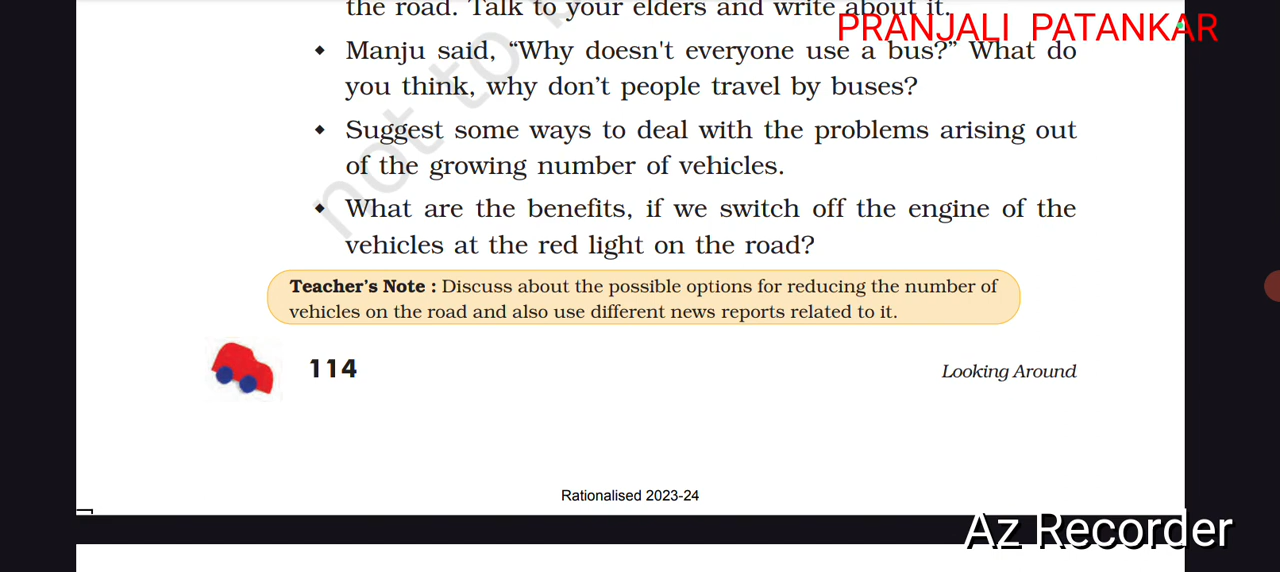 the road. Talk to your elders and write about it.
PRANJALI PATANKAR
◆ Manju said, “Why doesn't everyone use a bus?” What do
you think, why don’t people travel by buses?
◆ Suggest some ways to deal with the problems arising out
of the growing number of vehicles.
◆ What are the benefits, if we switch off the engine of the
vehicles at the red light on the road?
Teacher’s Note : Discuss about the possible options for reducing the number of
vehicles on the road and also use different news reports related to it.
114
Looking Around
Rationalised 2023-24
Az Recorder
not to